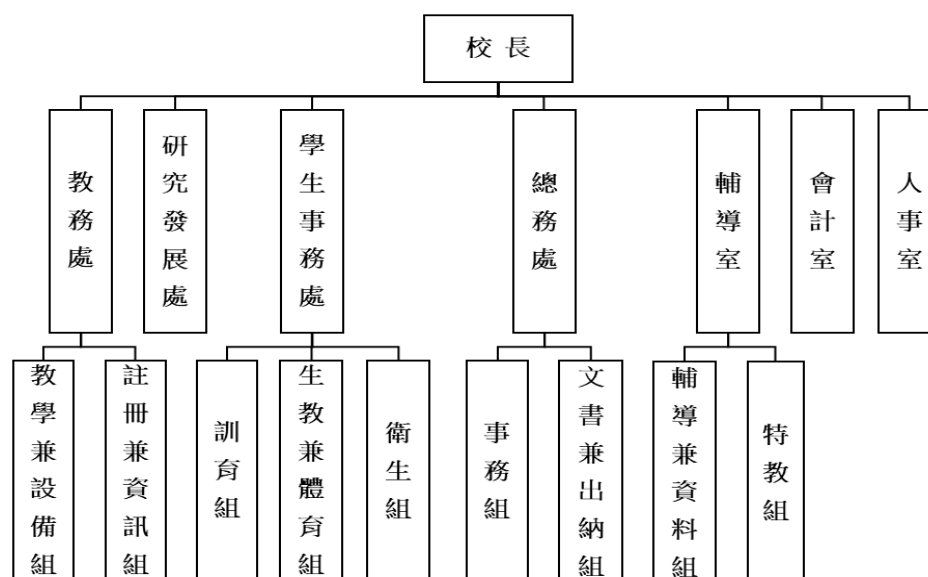 校長
教務處
研究發展處
學生事務處
總務處
輔導室
會計室
人事室
教學兼設備組
註冊兼資訊組
訓育組
生教兼體育組
衛生組
事務組
文書兼出納組
輔導兼資料組
特教組